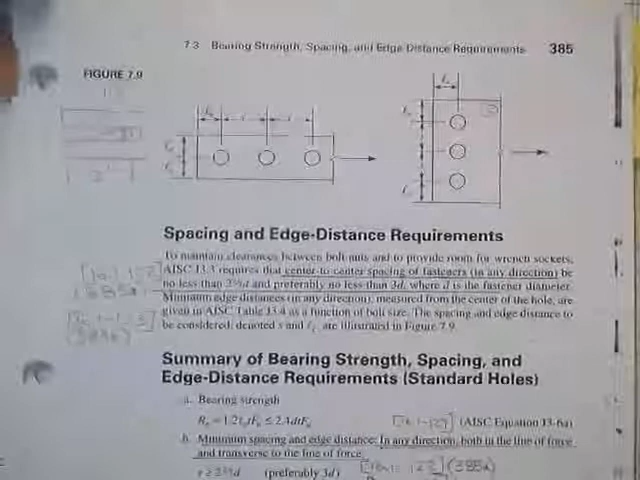 7.3 Bearing Strength, Spacing, and Edge-Distance Requirements 385
FIGURE 7.9
Spacing and Edge-Distance Requirements
To maintain clearances between bolt nuts and to provide room for wrench sockets,
AISC J3.3 requires that center-to-center spacing of fasteners (in any direction) be
no less than 2⅔d and preferably no less than 3d, where d is the fastener diameter.
Minimum edge distances (in any direction), measured from the center of the hole, are
given in AISC Table J3.4 as a function of bolt size. The spacing and edge distance to
be considered, denoted s and ℓe, are illustrated in Figure 7.9.
Summary of Bearing Strength, Spacing, and
Edge-Distance Requirements (Standard Holes)
a. Bearing strength
Rn = 1.2ℓctFu ≤ 2.4dtFu (AISC Equation J3-6a)
b. Minimum spacing and edge distance: In any direction, both in the line of force
and transverse to the line of force,
s ≥ 2⅔d (preferably 3d)